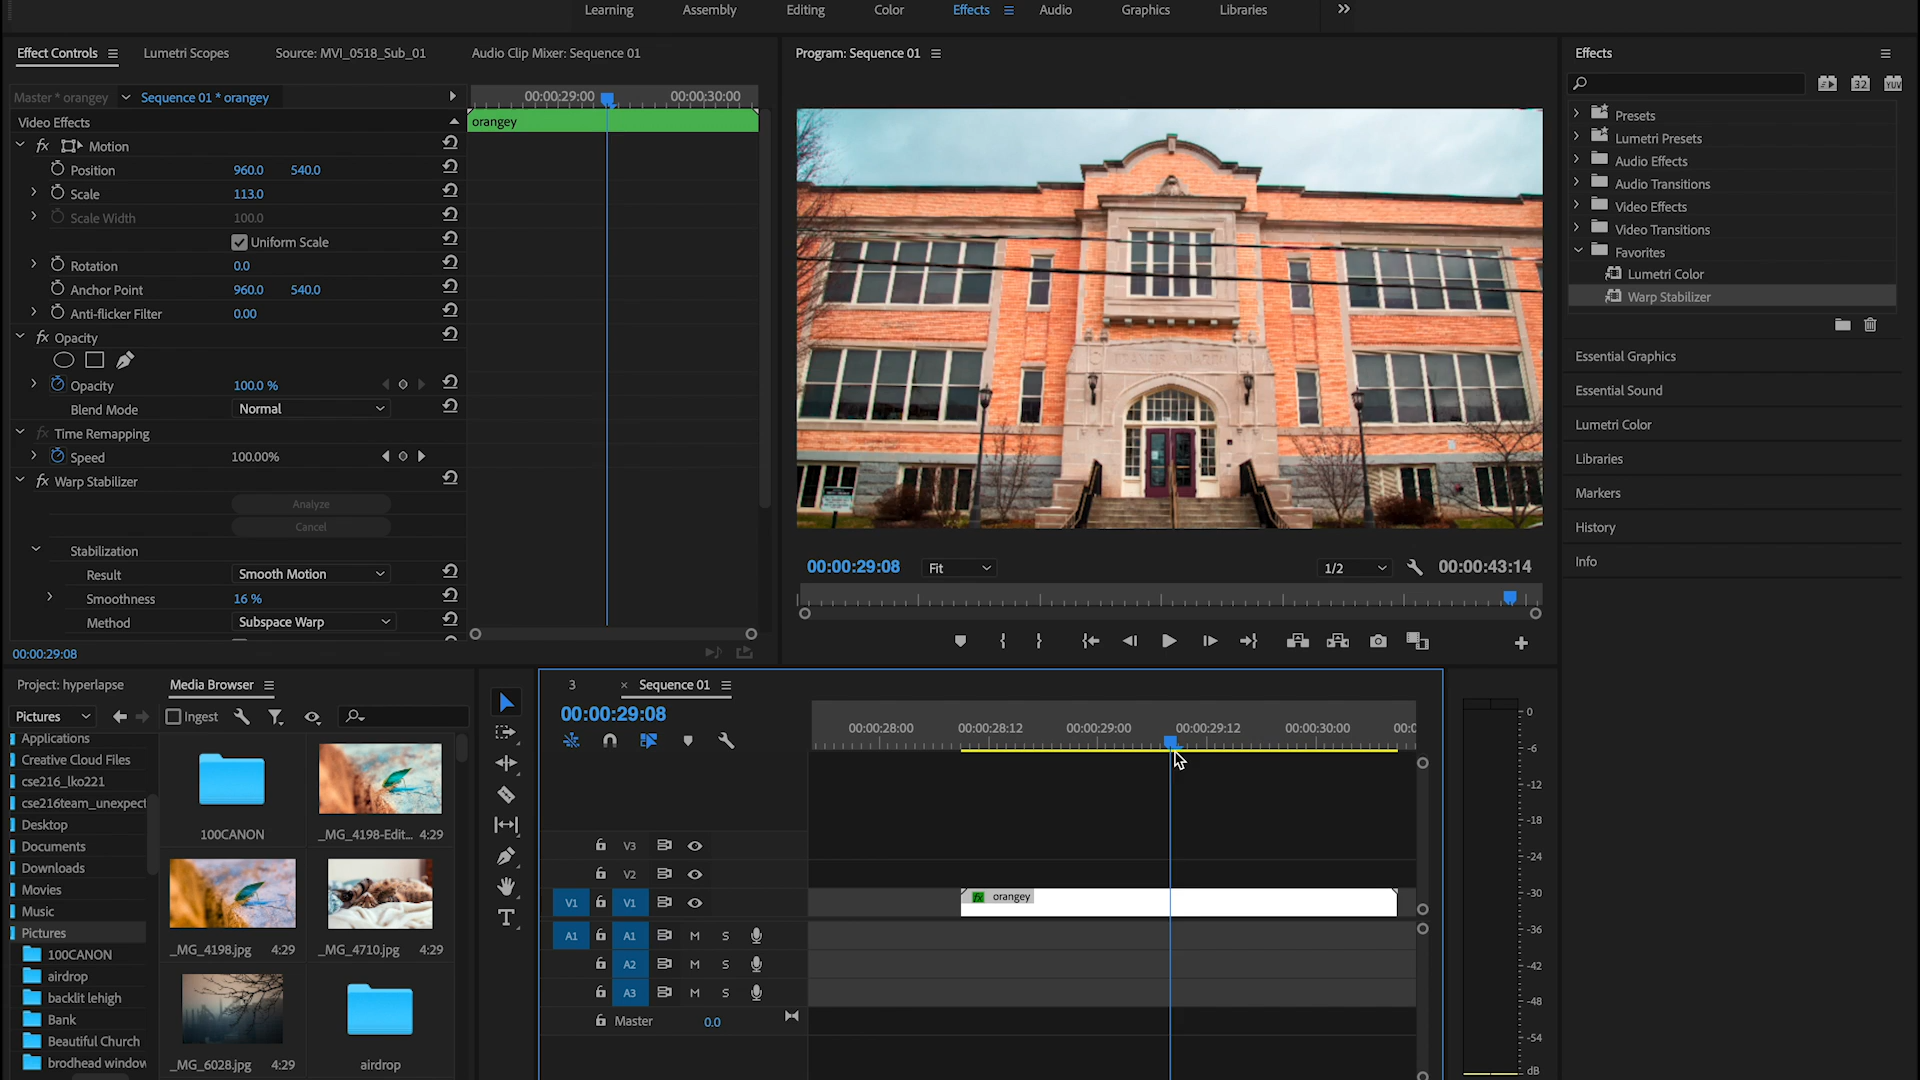 Learning Assembly Editing Color Effects Audio Graphics Libraries
Effect Controls Lumetri Scopes Source: MVI_0518_Sub_01 Audio Clip Mixer: Sequence 01
Master * orangey Sequence 01 * orangey
00:00:29:00 00:00:30:00
Video Effects
orangey
fx Motion
Position 960.0 540.0
Scale 113.0
Scale Width 100.0
Uniform Scale
Rotation 0.0
Anchor Point 960.0 540.0
Anti-flicker Filter 0.00
fx Opacity
Opacity 100.0 %
Blend Mode Normal
fx Time Remapping
Speed 100.00%
fx Warp Stabilizer
Analyze
Cancel
Stabilization
Result Smooth Motion
Smoothness 16 %
Method Subspace Warp
00:00:29:08
Program: Sequence 01
00:00:29:08 Fit 1/2 00:00:43:14
Effects
32 YUV
Presets
Lumetri Presets
Audio Effects
Audio Transitions
Video Effects
Video Transitions
Favorites
Lumetri Color
Warp Stabilizer
Essential Graphics
Essential Sound
Lumetri Color
Libraries
Markers
History
Info
Project: hyperlapse Media Browser
Pictures Ingest
Applications
Creative Cloud Files
cse216_lko221
cse216team_unexpect
Desktop
Documents
Downloads
Movies
Music
Pictures
100CANON
airdrop
backlit lehigh
Bank
Beautiful Church
brodhead window
100CANON
_MG_4198-Edit... 4:29
_MG_4198.jpg 4:29
_MG_4710.jpg 4:29
_MG_6028.jpg 4:29
airdrop
3 × Sequence 01
00:00:29:08
00:00:28:00 00:00:28:12 00:00:29:00 00:00:29:12 00:00:30:00 00:0
V3
V2
V1 V1
fx orangey
A1 A1 M S
A2 M S
A3 M S
Master 0.0
0
-6
-12
-18
-24
-30
-36
-42
-48
-54
dB